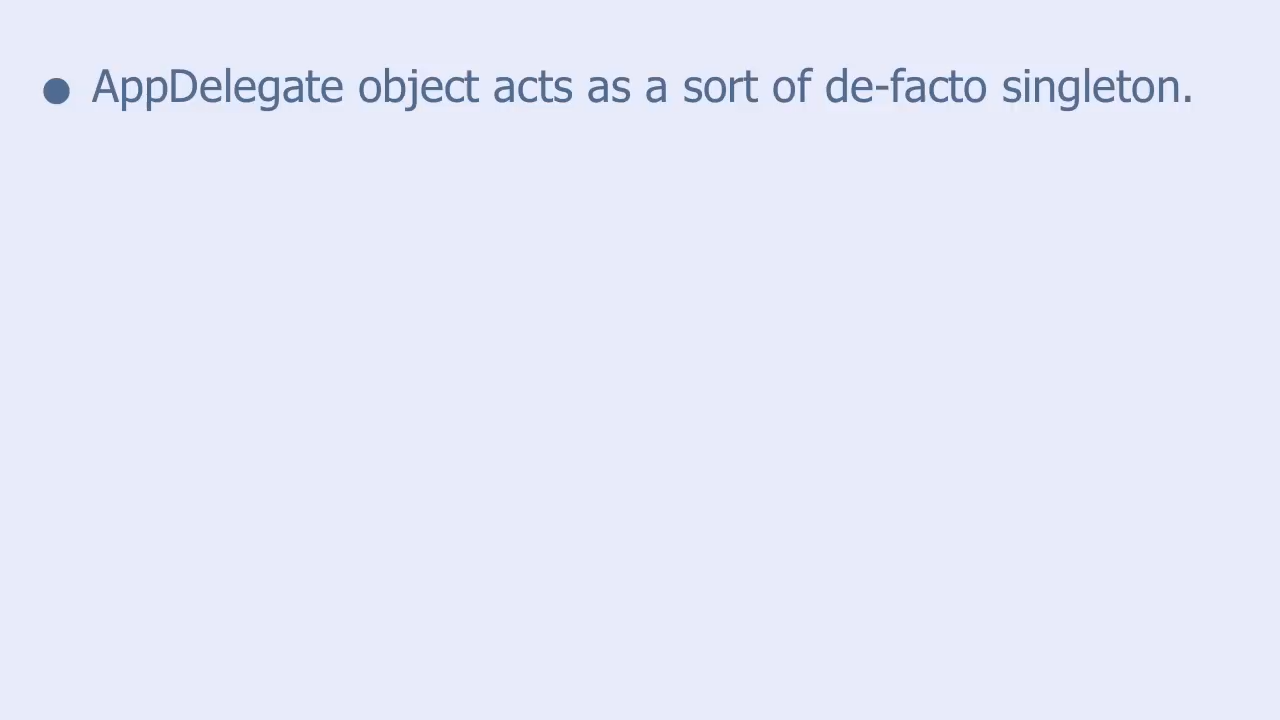 ● AppDelegate object acts as a sort of de-facto singleton.